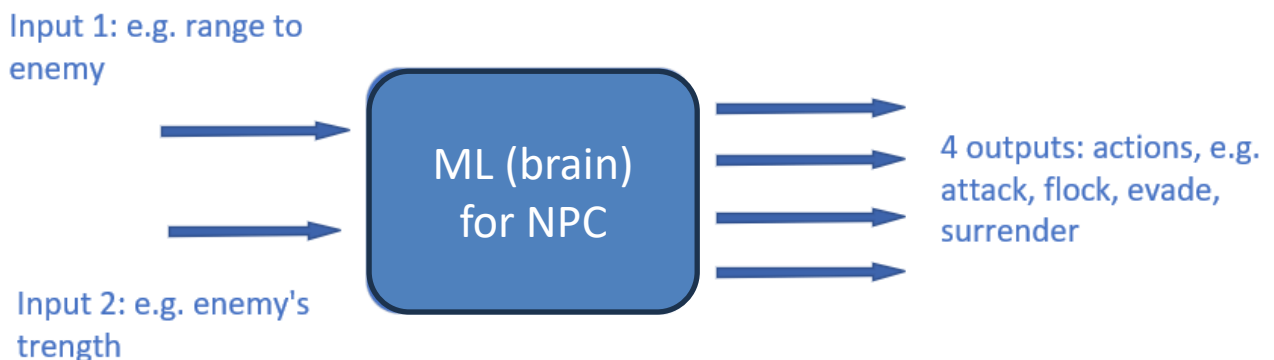 Input 1: e.g. range to
enemy
ML (brain)
for NPC
4 outputs: actions, e.g.
attack, flock, evade,
surrender
Input 2: e.g. enemy's
trength